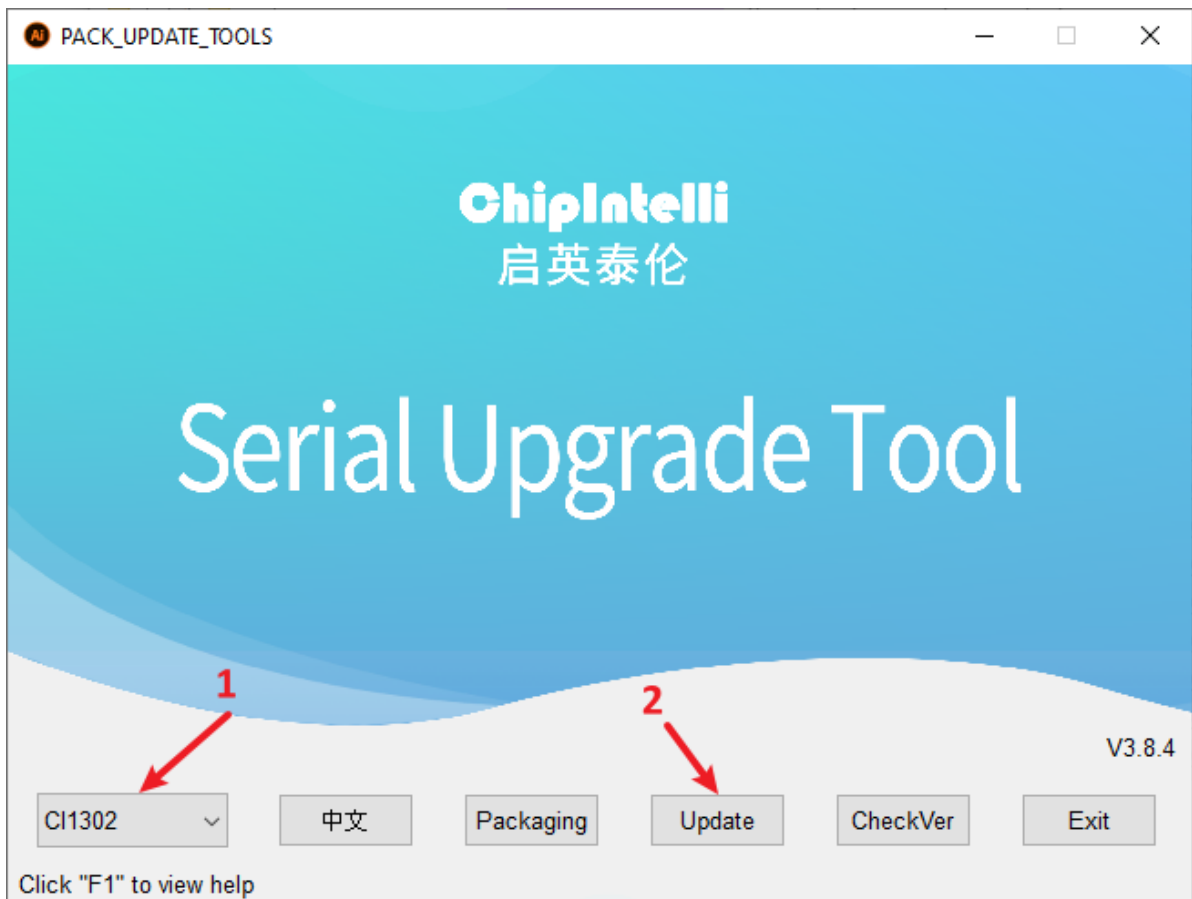 PACK_UPDATE_TOOLS
ChipIntelli
启英泰伦
Serial Upgrade Tool
1
2
V3.8.4
CI1302
中文
Packaging
Update
CheckVer
Exit
Click "F1" to view help